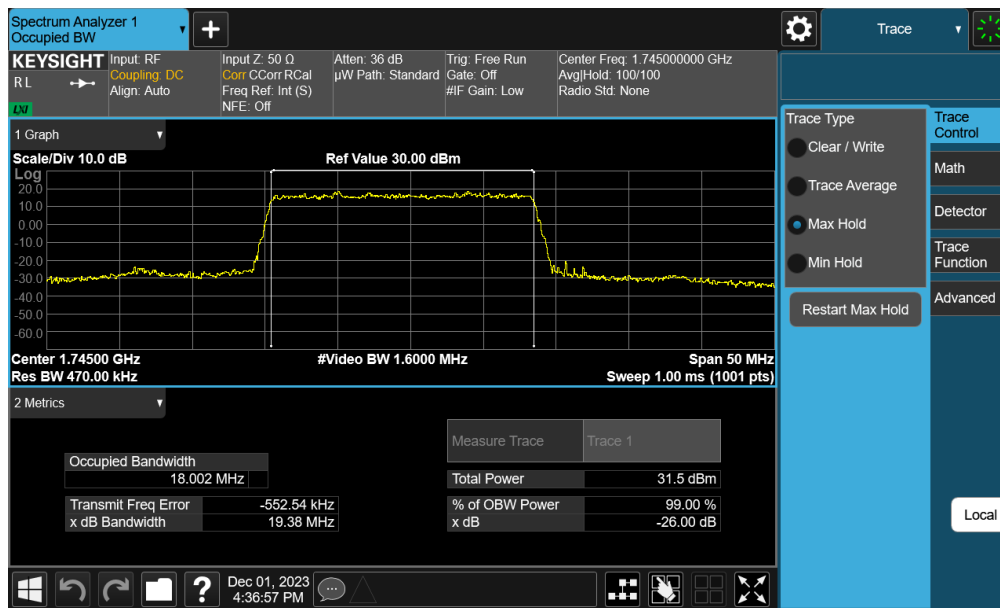 Spectrum Analyzer 1
Occupied BW
Trace
KEYSIGHT
R L
LXI
Input: RF
Coupling: DC
Align: Auto
Input Z: 50 Ω
Corr CCorr RCal
Freq Ref: Int (S)
NFE: Off
Atten: 36 dB
µW Path: Standard
Trig: Free Run
Gate: Off
#IF Gain: Low
Center Freq: 1.745000000 GHz
Avg|Hold: 100/100
Radio Std: None
1 Graph
Scale/Div 10.0 dB
Ref Value 30.00 dBm
Log
20.0
10.0
0.00
-10.0
-20.0
-30.0
-40.0
-50.0
-60.0
Center 1.74500 GHz
#Video BW 1.6000 MHz
Span 50 MHz
Res BW 470.00 kHz
Sweep 1.00 ms (1001 pts)
2 Metrics
Measure Trace
Trace 1
Occupied Bandwidth
18.002 MHz
Total Power
31.5 dBm
Transmit Freq Error
-552.54 kHz
% of OBW Power
99.00 %
x dB Bandwidth
19.38 MHz
x dB
-26.00 dB
Trace Type
Clear / Write
Trace Average
Max Hold
Min Hold
Restart Max Hold
Trace
Control
Math
Detector
Trace
Function
Advanced
Local
?
Dec 01, 2023
4:36:57 PM